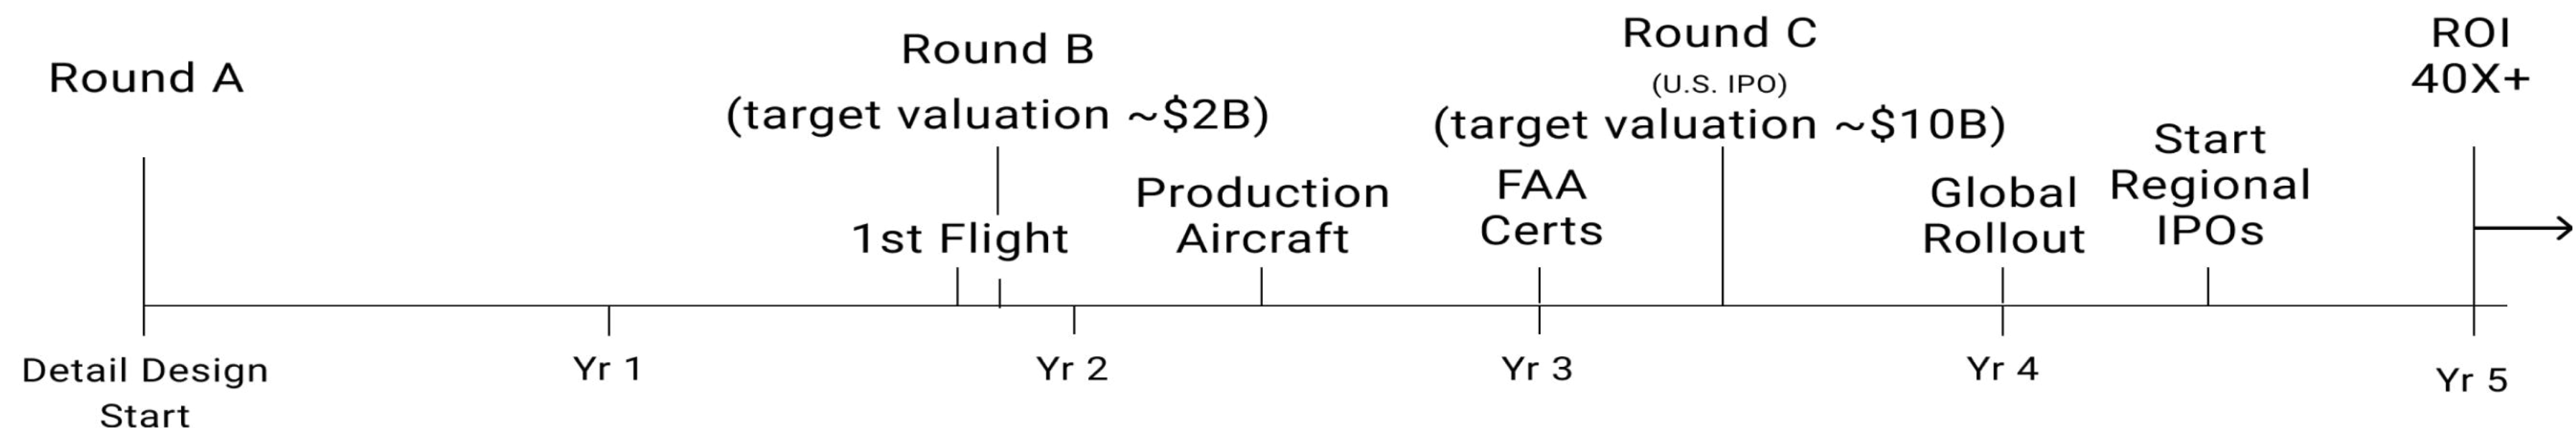 Round A
Round B
(target valuation ~$2B)
1st Flight
Production
Aircraft
Round C
(U.S. IPO)
(target valuation ~$10B)
FAA
Certs
Global
Rollout
Start
Regional
IPOs
ROI
40X+
Detail Design
Start
Yr 1
Yr 2
Yr 3
Yr 4
Yr 5